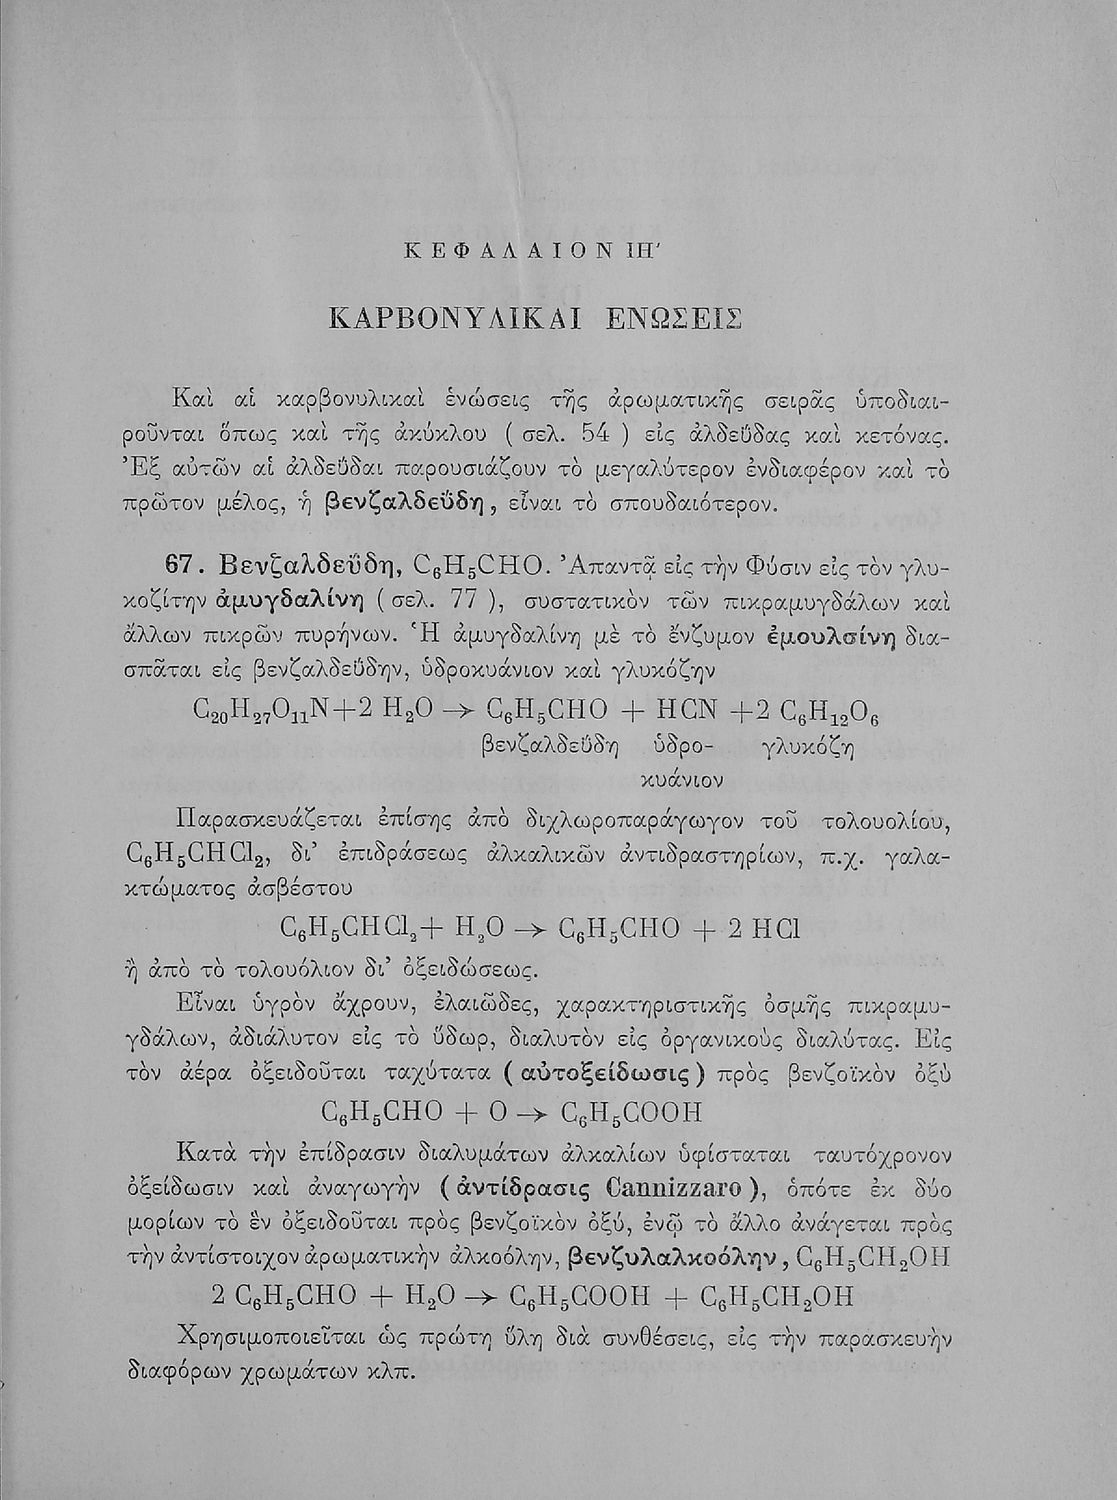 ΚΕΦΑΛΑΙΟΝ ΙΗ'
ΚΑΡΒΟΝΥΛΙΚΑΙ ΕΝΩΣΕΙΣ
Καὶ αἱ καρβονυλικαὶ ἑνώσεις τῆς ἀρωματικῆς σειρᾶς ὑποδιαι-
ροῦνται ὅπως καὶ τῆς ἀκύκλου ( σελ. 54 ) εἰς ἀλδεΰδας καὶ κετόνας.
Ἐξ αὐτῶν αἱ ἀλδεΰδαι παρουσιάζουν τὸ μεγαλύτερον ἐνδιαφέρον καὶ τὸ
πρῶτον μέλος, ἡ βενζαλδεΰδη, εἶναι τὸ σπουδαιότερον.
67. Βενζαλδεΰδη, C₆H₅CHO. Ἀπαντᾷ εἰς τὴν Φύσιν εἰς τὸν γλυ-
κοζίτην ἀμυγδαλίνη ( σελ. 77 ), συστατικὸν τῶν πικραμυγδάλων καὶ
ἄλλων πικρῶν πυρήνων. Ἡ ἀμυγδαλίνη μὲ τὸ ἔνζυμον ἐμουλσίνη δια-
σπᾶται εἰς βενζαλδεΰδην, ὑδροκυάνιον καὶ γλυκόζην
C₂₀H₂₇O₁₁N+2 H₂O → C₆H₅CHO + HCN +2 C₆H₁₂O₆
βενζαλδεΰδη ὑδρο- γλυκόζη
κυάνιον
Παρασκευάζεται ἐπίσης ἀπὸ διχλωροπαράγωγον τοῦ τολουολίου,
C₆H₅CHCl₂, δι' ἐπιδράσεως ἀλκαλικῶν ἀντιδραστηρίων, π.χ. γαλα-
κτώματος ἀσβέστου
C₆H₅CHCl₂+ H₂O → C₆H₅CHO + 2 HCl
ἢ ἀπὸ τὸ τολουόλιον δι' ὀξειδώσεως.
Εἶναι ὑγρὸν ἄχρουν, ἐλαιῶδες, χαρακτηριστικῆς ὀσμῆς πικραμυ-
γδάλων, ἀδιάλυτον εἰς τὸ ὕδωρ, διαλυτὸν εἰς ὀργανικοὺς διαλύτας. Εἰς
τὸν ἀέρα ὀξειδοῦται ταχύτατα ( αὐτοξείδωσις ) πρὸς βενζοϊκὸν ὀξὺ
C₆H₅CHO + O → C₆H₅COOH
Κατὰ τὴν ἐπίδρασιν διαλυμάτων ἀλκαλίων ὑφίσταται ταυτόχρονον
ὀξείδωσιν καὶ ἀναγωγὴν ( ἀντίδρασις Cannizzaro ), ὁπότε ἐκ δύο
μορίων τὸ ἓν ὀξειδοῦται πρὸς βενζοϊκὸν ὀξύ, ἐνῷ τὸ ἄλλο ἀνάγεται πρὸς
τὴν ἀντίστοιχον ἀρωματικὴν ἀλκοόλην, βενζυλαλκοόλην, C₆H₅CH₂OH
2 C₆H₅CHO + H₂O → C₆H₅COOH + C₆H₅CH₂OH
Χρησιμοποιεῖται ὡς πρώτη ὕλη διὰ συνθέσεις, εἰς τὴν παρασκευὴν
διαφόρων χρωμάτων κλπ.